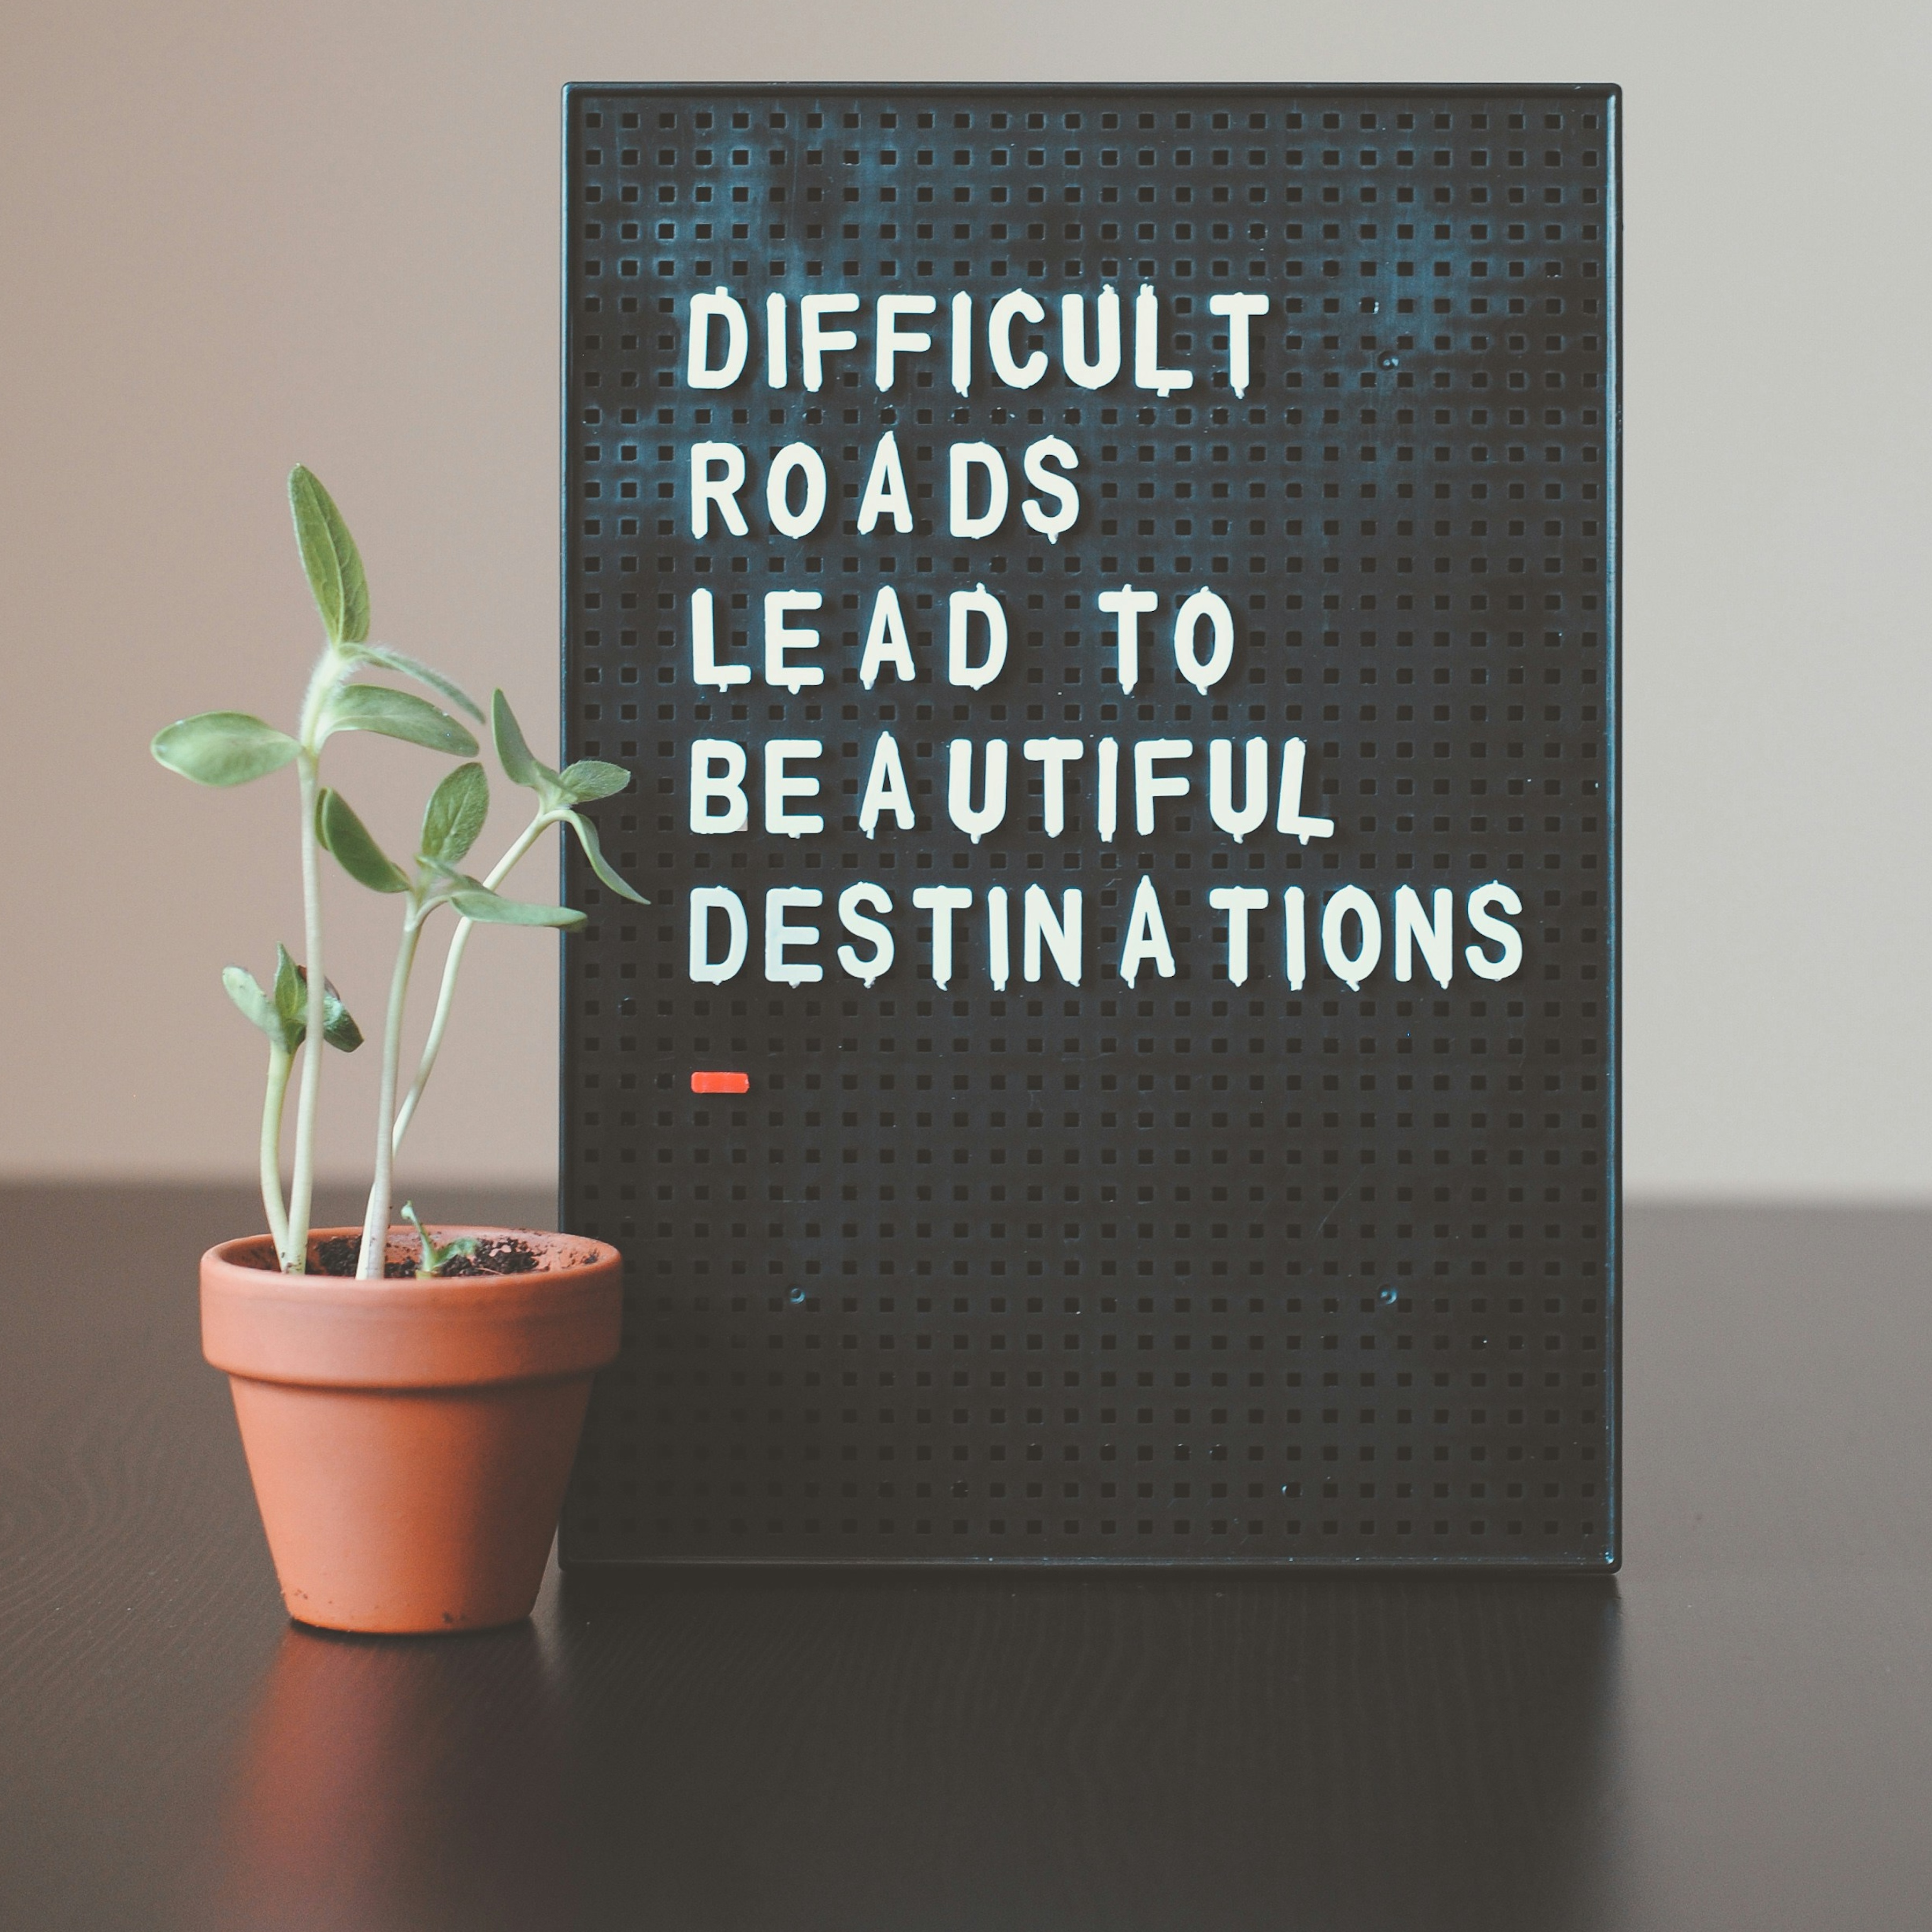 DIFFICULT
ROADS
LEAD TO
BEAUTIFUL
DESTINATIONS
-